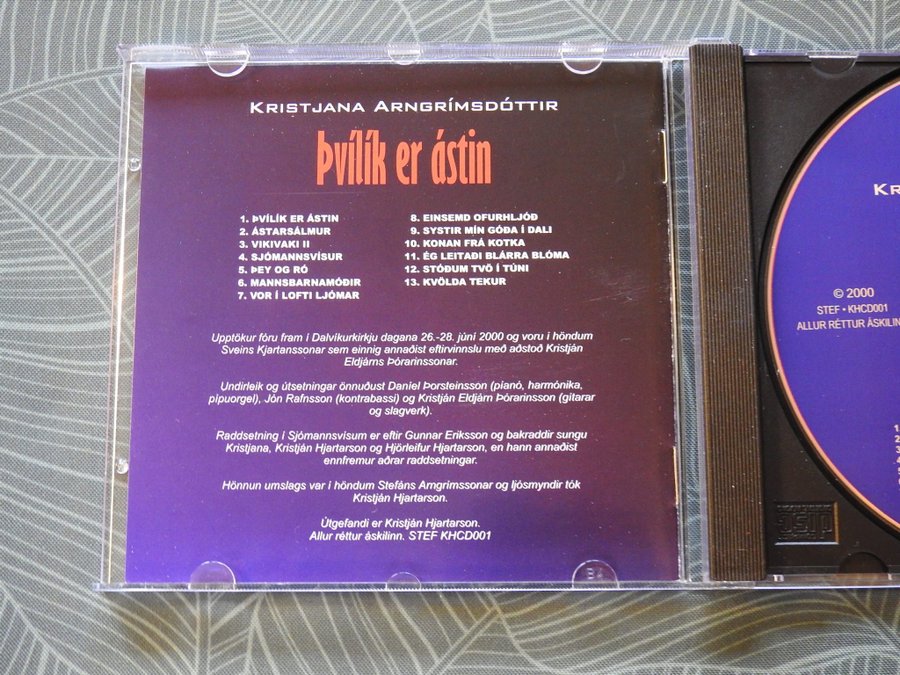 KRISTJANA ARNGRÍMSDÓTTIR
Þvílík er ástin
1. ÞVÍLÍK ER ÁSTIN
2. ÁSTARSÁLMUR
3. VIKIVAKI II
4. SJÓMANNSVÍSUR
5. ÞEY OG RÓ
6. MANNSBARNAMÓÐIR
7. VOR Í LOFTI LJÓMAR
8. EINSEMD OFURHLJÓÐ
9. SYSTIR MÍN GÓÐA Í DALI
10. KONAN FRÁ KOTKA
11. ÉG LEITAÐI BLÁRRA BLÓMA
12. STÓÐUM TVÖ Í TÚNI
13. KVÖLDA TEKUR
Upptökur fóru fram í Dalvíkurkirkju dagana 26.-28. júní 2000 og voru í höndum
Sveins Kjartanssonar sem einnig annaðist eftirvinnslu með aðstoð Kristján
Eldjárns Þórarinssonar.
Undirleik og útsetningar önnuðust Daníel Þorsteinsson (píanó, harmónika,
pípuorgel), Jón Rafnsson (kontrabassi) og Kristján Eldjárn Þórarinsson (gítarar
og slagverk).
Raddsetning í Sjómannsvísum er eftir Gunnar Eriksson og bakraddir sungu
Kristjana, Kristján Hjartarson og Hjörleifur Hjartarson, en hann annaðist
ennfremur aðrar raddsetningar.
Hönnun umslags var í höndum Stefáns Arngrímssonar og ljósmyndir tók
Kristján Hjartarson.
Útgefandi er Kristján Hjartarson.
Allur réttur áskilinn. STEF KHCD001
© 2000
STEF • KHCD001
ALLUR RÉTTUR ÁSKILINN